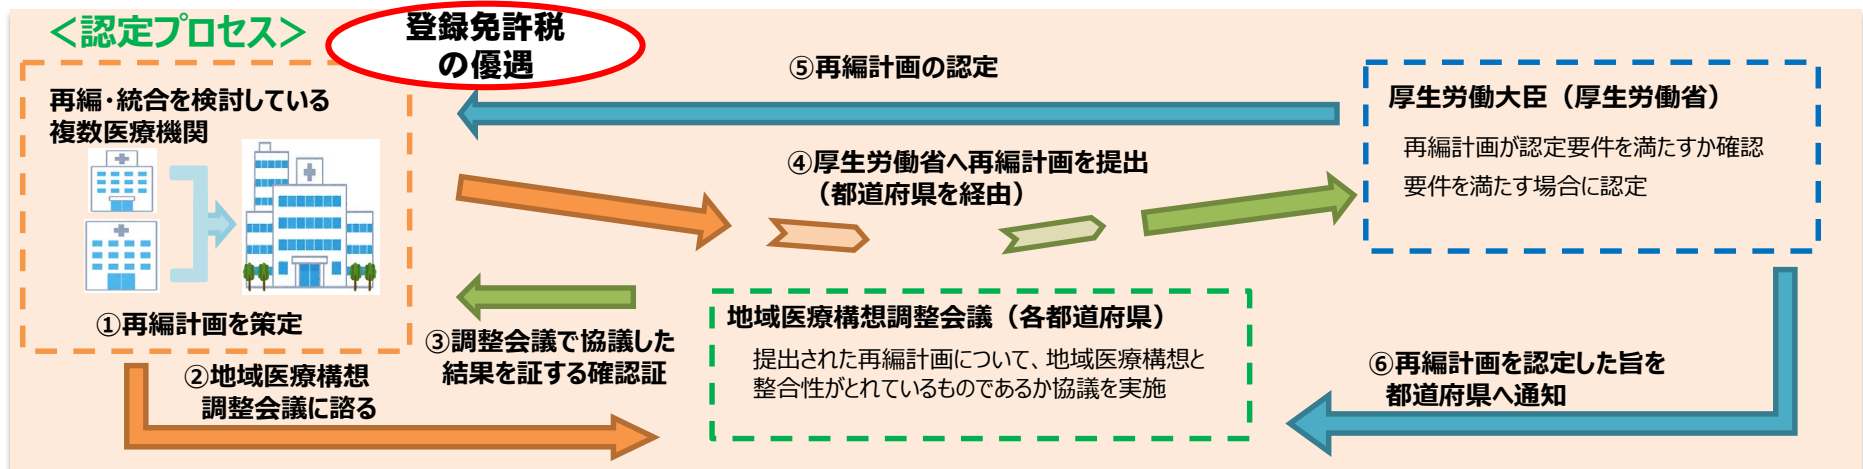 ＜認定プロセス＞
登録免許税
の優遇
再編・統合を検討している
複数医療機関
①再編計画を策定
②地域医療構想
調整会議に諮る
③調整会議で協議した
結果を証する確認証
④厚生労働省へ再編計画を提出
（都道府県を経由）
⑤再編計画の認定
厚生労働大臣（厚生労働省）
再編計画が認定要件を満たすか確認
要件を満たす場合に認定
地域医療構想調整会議（各都道府県）
提出された再編計画について、地域医療構想と
整合性がとれているものであるか協議を実施
⑥再編計画を認定した旨を
都道府県へ通知